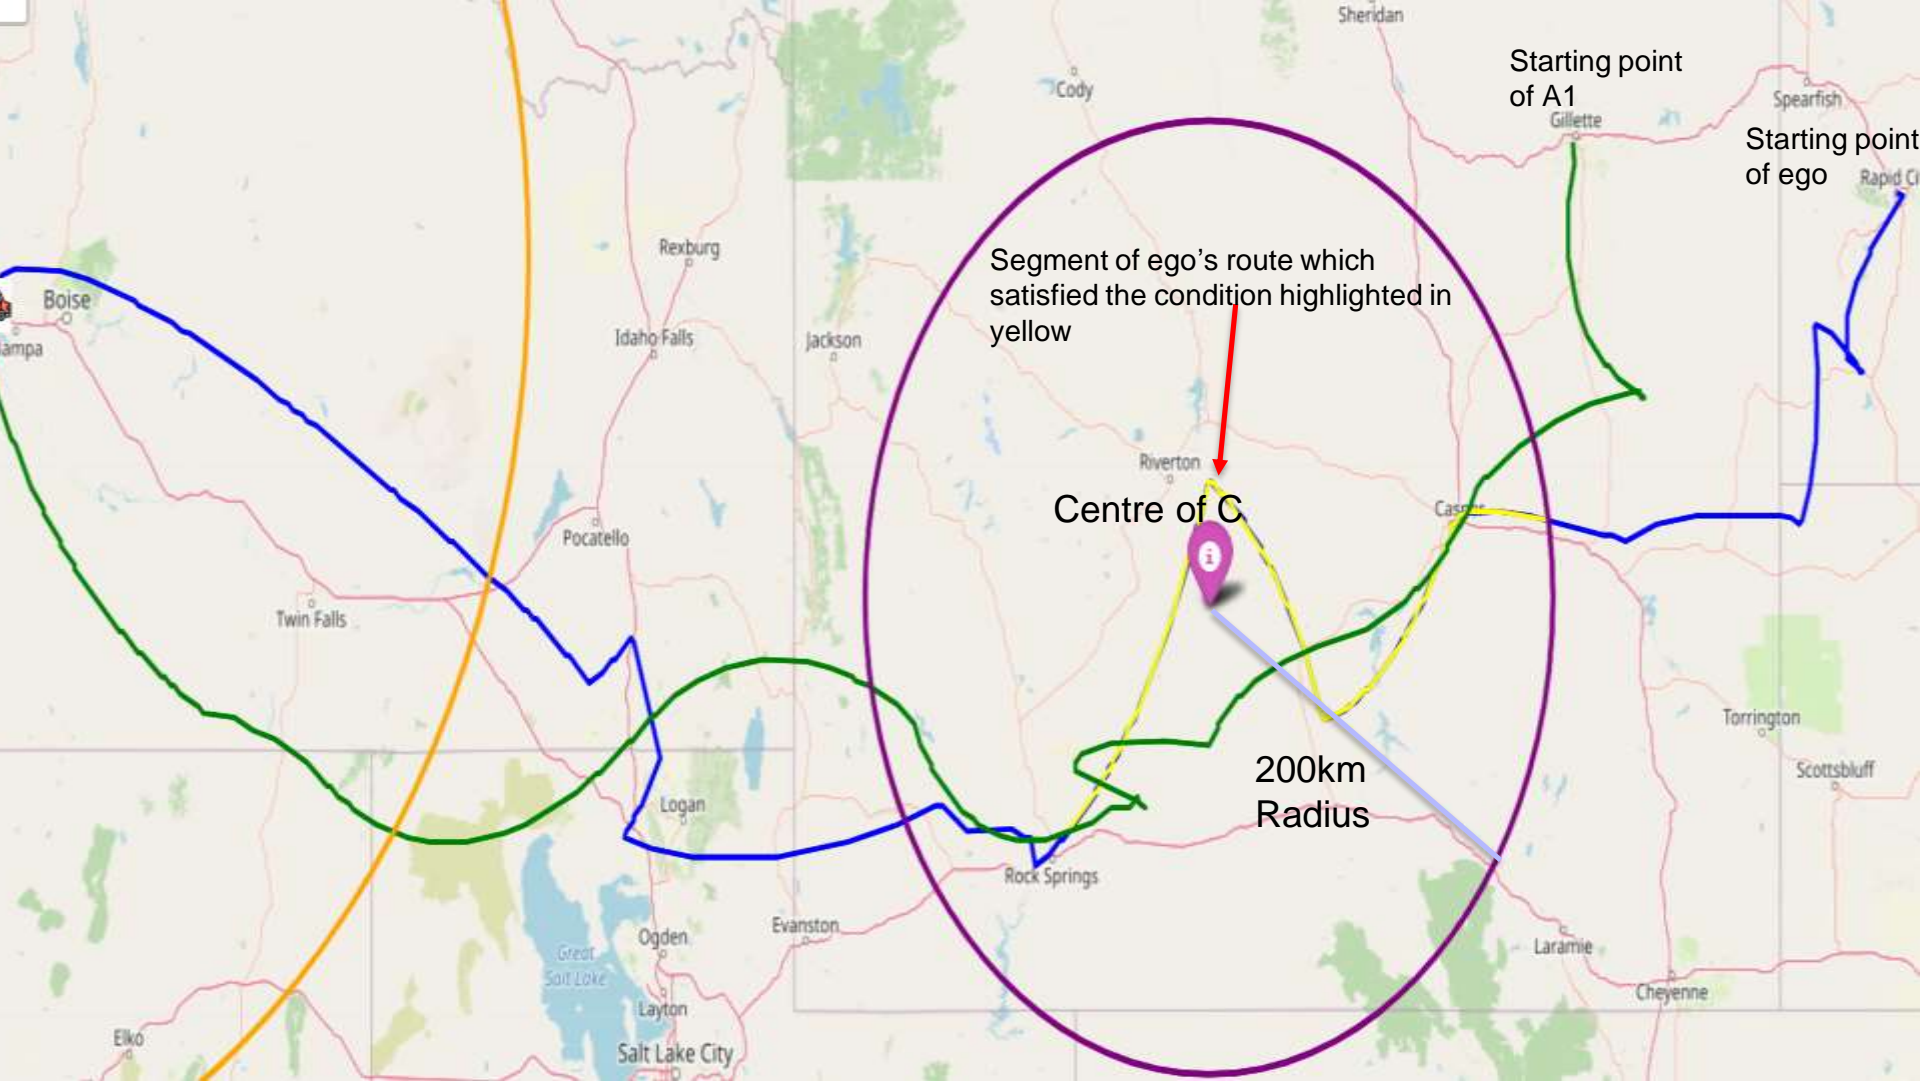 Sheridan
Starting point
of A1
Cody
Spearfish
Gillette
Starting point
of ego
Rapid Ci
Rexburg
Segment of ego’s route which
satisfied the condition highlighted in
yellow
Boise
Idaho Falls
Jackson
ampa
Riverton
Centre of C
Casper
Pocatello
i
Twin Falls
Torrington
200km
Radius
Scottsbluff
Logan
Rock Springs
Evanston
Ogden
Laramie
Great
Salt Lake
Cheyenne
Layton
Elko
Salt Lake City